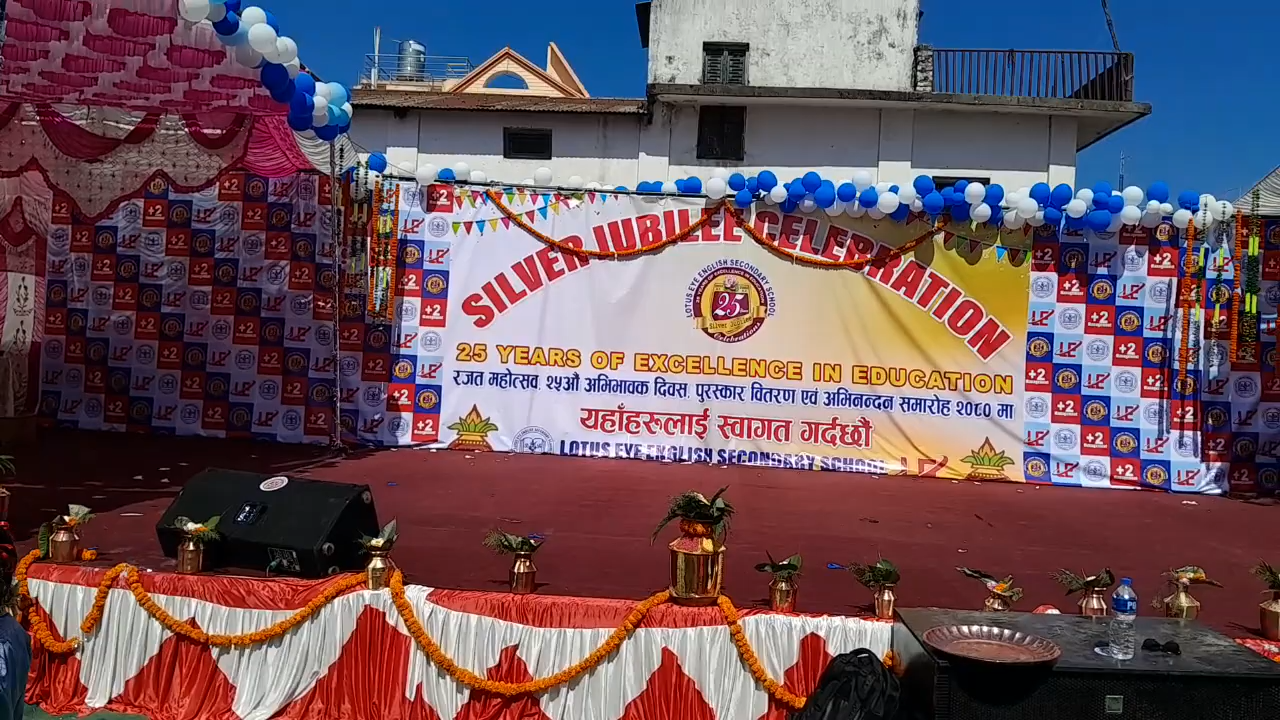 SILVER JUBILEE CELEBRATION
LOTUS EYE ENGLISH SECONDARY SCHOOL
25
Silver Jubilee
Celebrations
25 YEARS OF EXCELLENCE IN EDUCATION
रजत महोत्सव, २५औ अभिभावक दिवस, पुरस्कार वितरण एवं अभिनन्दन समारोह २०८० मा
यहाँहरुलाई स्वागत गर्दछौ
LOTUS EYE ENGLISH SECONDARY SCHOOL
+2